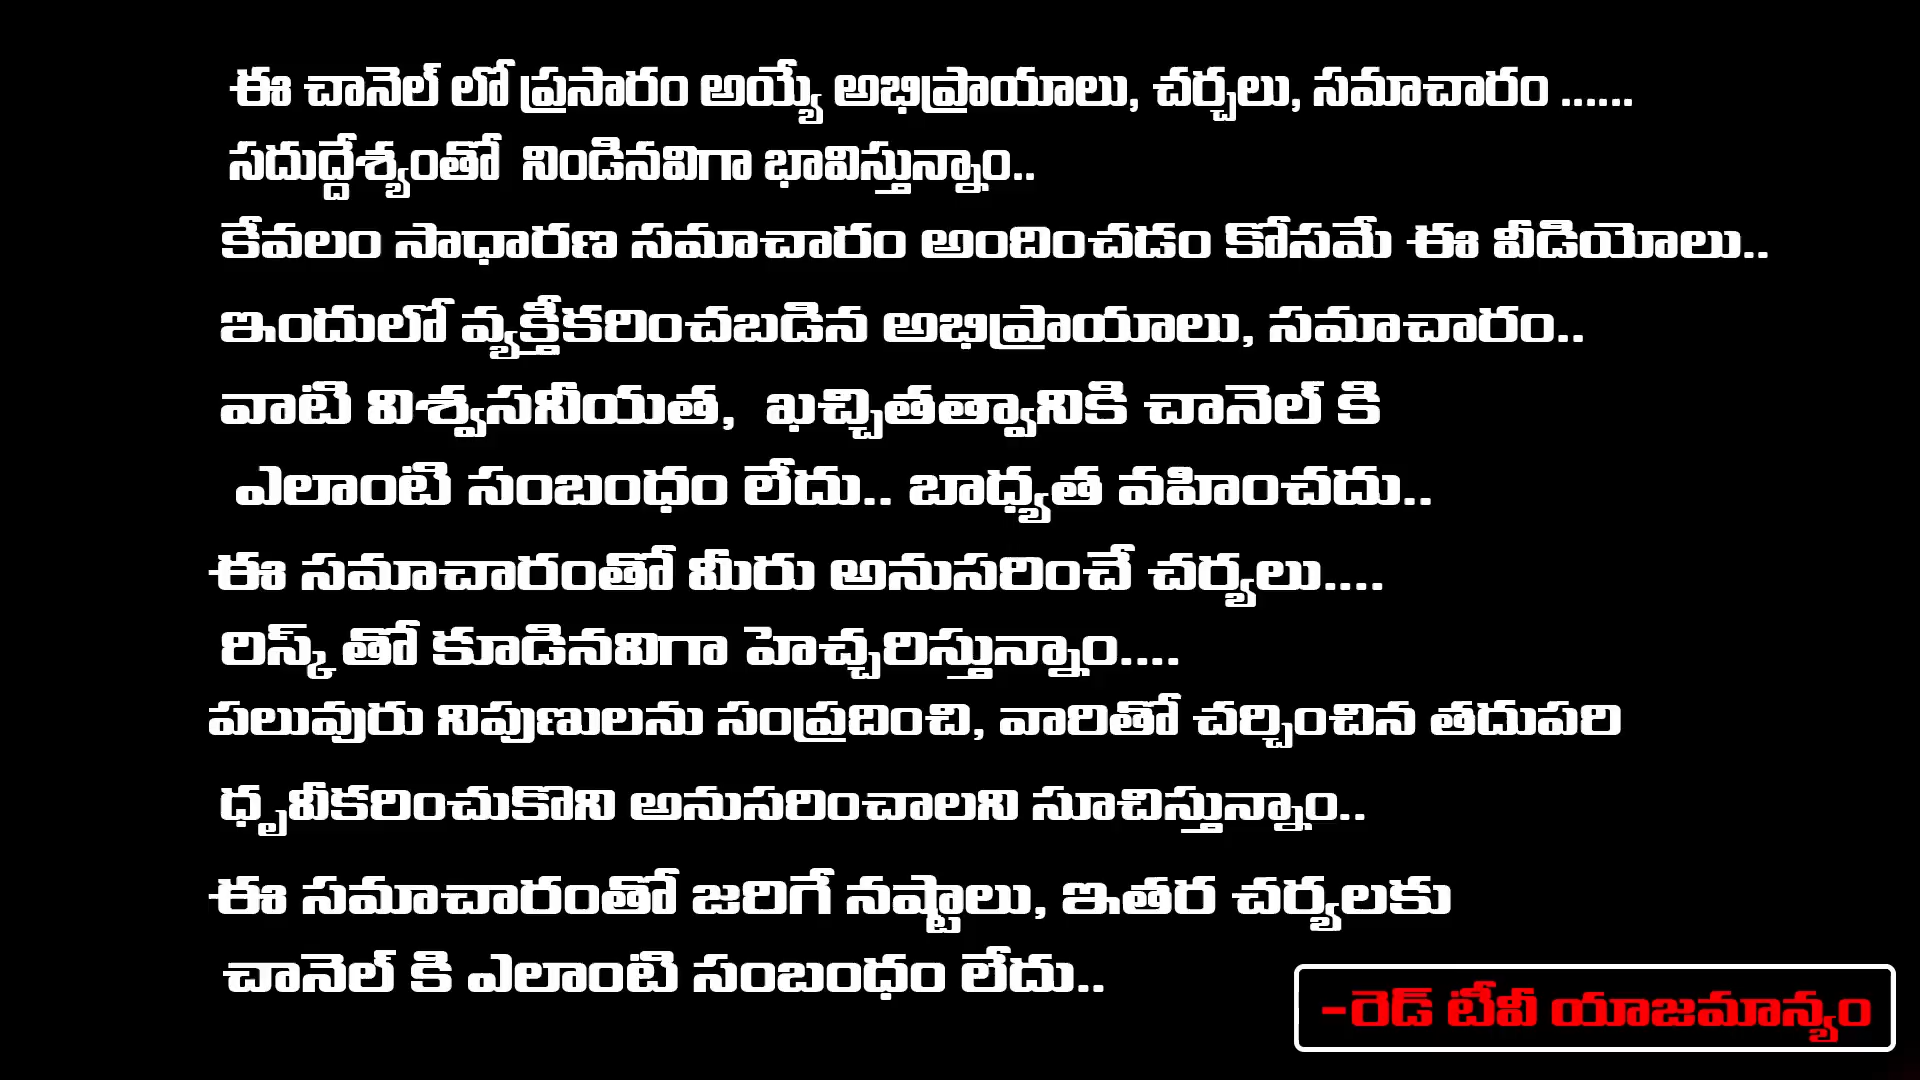 ఈ చానెల్ లో ప్రసారం అయ్యే అభిప్రాయాలు, చర్చలు, సమాచారం ......
సదుద్దేశ్యంతో నిండినవిగా భావిస్తున్నాం..
కేవలం సాధారణ సమాచారం అందించడం కోసమే ఈ వీడియోలు..
ఇందులో వ్యక్తీకరించబడిన అభిప్రాయాలు, సమాచారం..
వాటి విశ్వసనీయత, ఖచ్చితత్వానికి చానెల్ కి
ఎలాంటి సంబంధం లేదు.. బాధ్యత వహించదు..
ఈ సమాచారంతో మీరు అనుసరించే చర్యలు....
రిస్క్ తో కూడినవిగా హెచ్చరిస్తున్నాం....
పలువురు నిపుణులను సంప్రదించి, వారితో చర్చించిన తదుపరి
ధృవీకరించుకొని అనుసరించాలని సూచిస్తున్నాం..
ఈ సమాచారంతో జరిగే నష్టాలు, ఇతర చర్యలకు
చానెల్ కి ఎలాంటి సంబంధం లేదు..
-రెడ్ టీవీ యాజమాన్యం